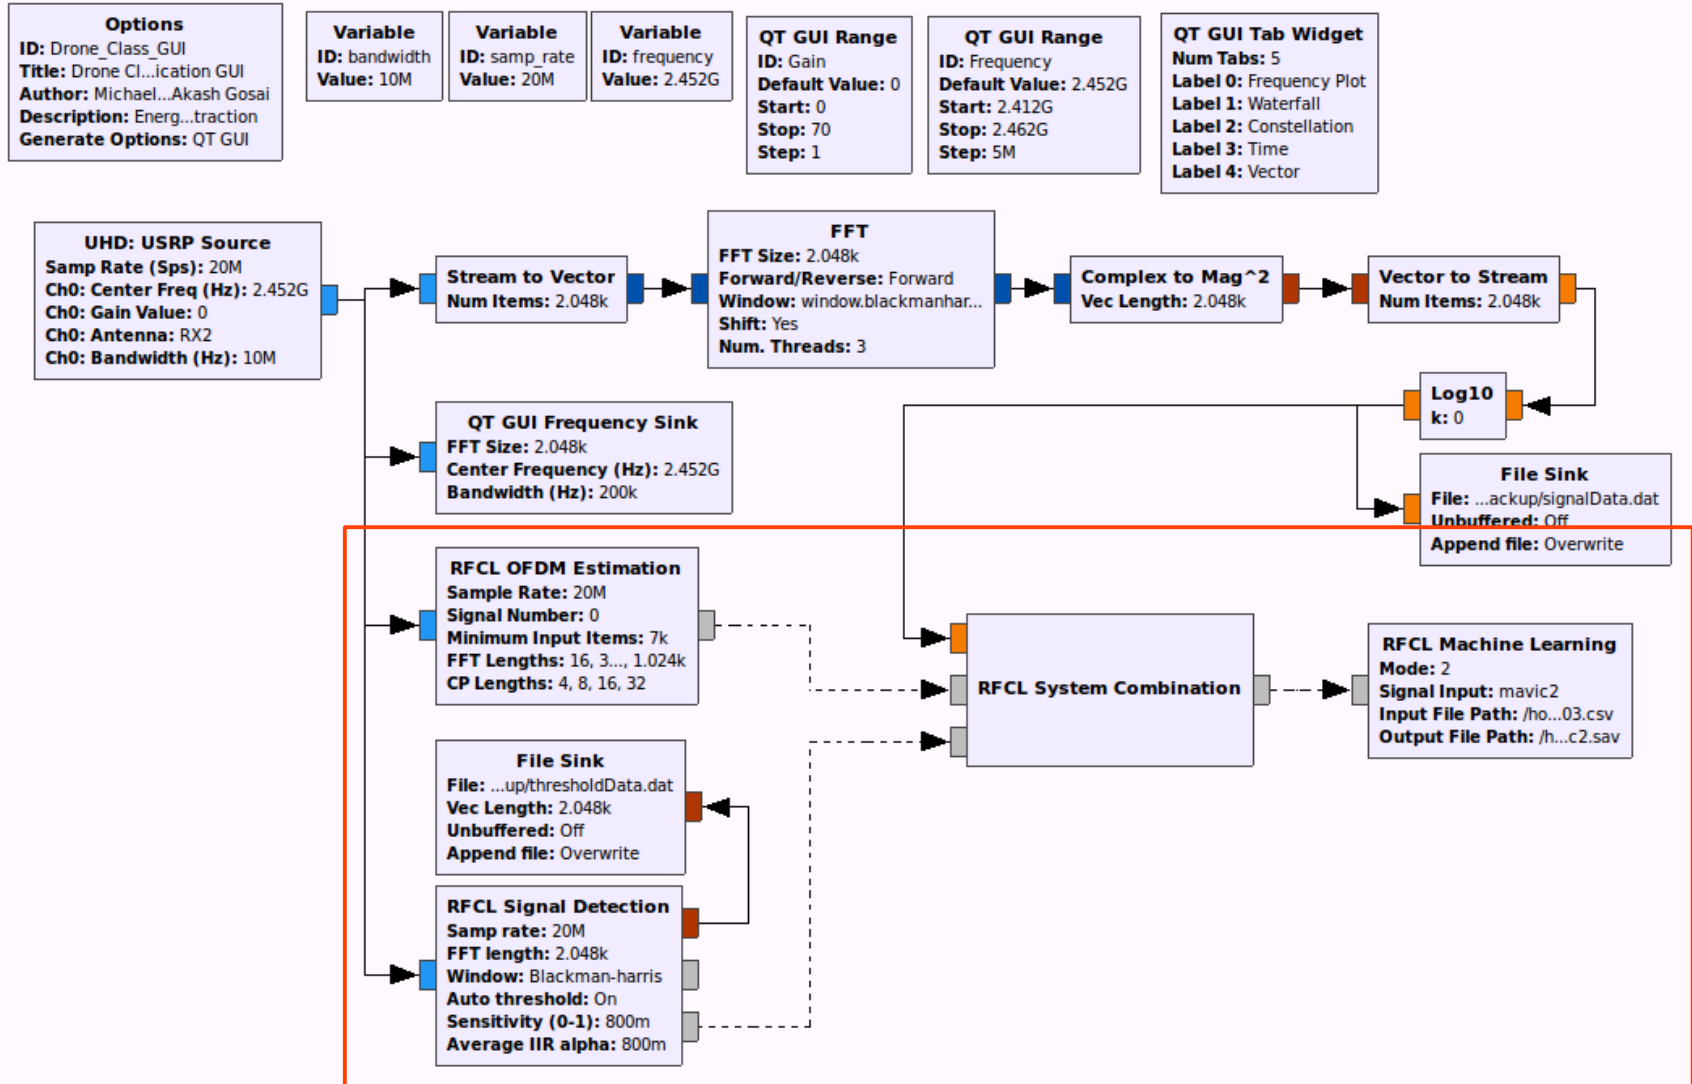 Options
ID: Drone_Class_GUI
Title: Drone Cl...ication GUI
Author: Michael...Akash Gosai
Description: Energ...traction
Generate Options: QT GUI
Variable
ID: bandwidth
Value: 10M
Variable
ID: samp_rate
Value: 20M
Variable
ID: frequency
Value: 2.452G
QT GUI Range
ID: Gain
Default Value: 0
Start: 0
Stop: 70
Step: 1
QT GUI Range
ID: Frequency
Default Value: 2.452G
Start: 2.412G
Stop: 2.462G
Step: 5M
QT GUI Tab Widget
Num Tabs: 5
Label 0: Frequency Plot
Label 1: Waterfall
Label 2: Constellation
Label 3: Time
Label 4: Vector
UHD: USRP Source
Samp Rate (Sps): 20M
Ch0: Center Freq (Hz): 2.452G
Ch0: Gain Value: 0
Ch0: Antenna: RX2
Ch0: Bandwidth (Hz): 10M
Stream to Vector
Num Items: 2.048k
FFT
FFT Size: 2.048k
Forward/Reverse: Forward
Window: window.blackmanhar...
Shift: Yes
Num. Threads: 3
Complex to Mag^2
Vec Length: 2.048k
Vector to Stream
Num Items: 2.048k
Log10
k: 0
QT GUI Frequency Sink
FFT Size: 2.048k
Center Frequency (Hz): 2.452G
Bandwidth (Hz): 200k
File Sink
File: ...ackup/signalData.dat
Unbuffered: Off
Append file: Overwrite
RFCL OFDM Estimation
Sample Rate: 20M
Signal Number: 0
Minimum Input Items: 7k
FFT Lengths: 16, 3..., 1.024k
CP Lengths: 4, 8, 16, 32
RFCL System Combination
RFCL Machine Learning
Mode: 2
Signal Input: mavic2
Input File Path: /ho...03.csv
Output File Path: /h...c2.sav
File Sink
File: ...up/thresholdData.dat
Vec Length: 2.048k
Unbuffered: Off
Append file: Overwrite
RFCL Signal Detection
Samp rate: 20M
FFT length: 2.048k
Window: Blackman-harris
Auto threshold: On
Sensitivity (0-1): 800m
Average IIR alpha: 800m